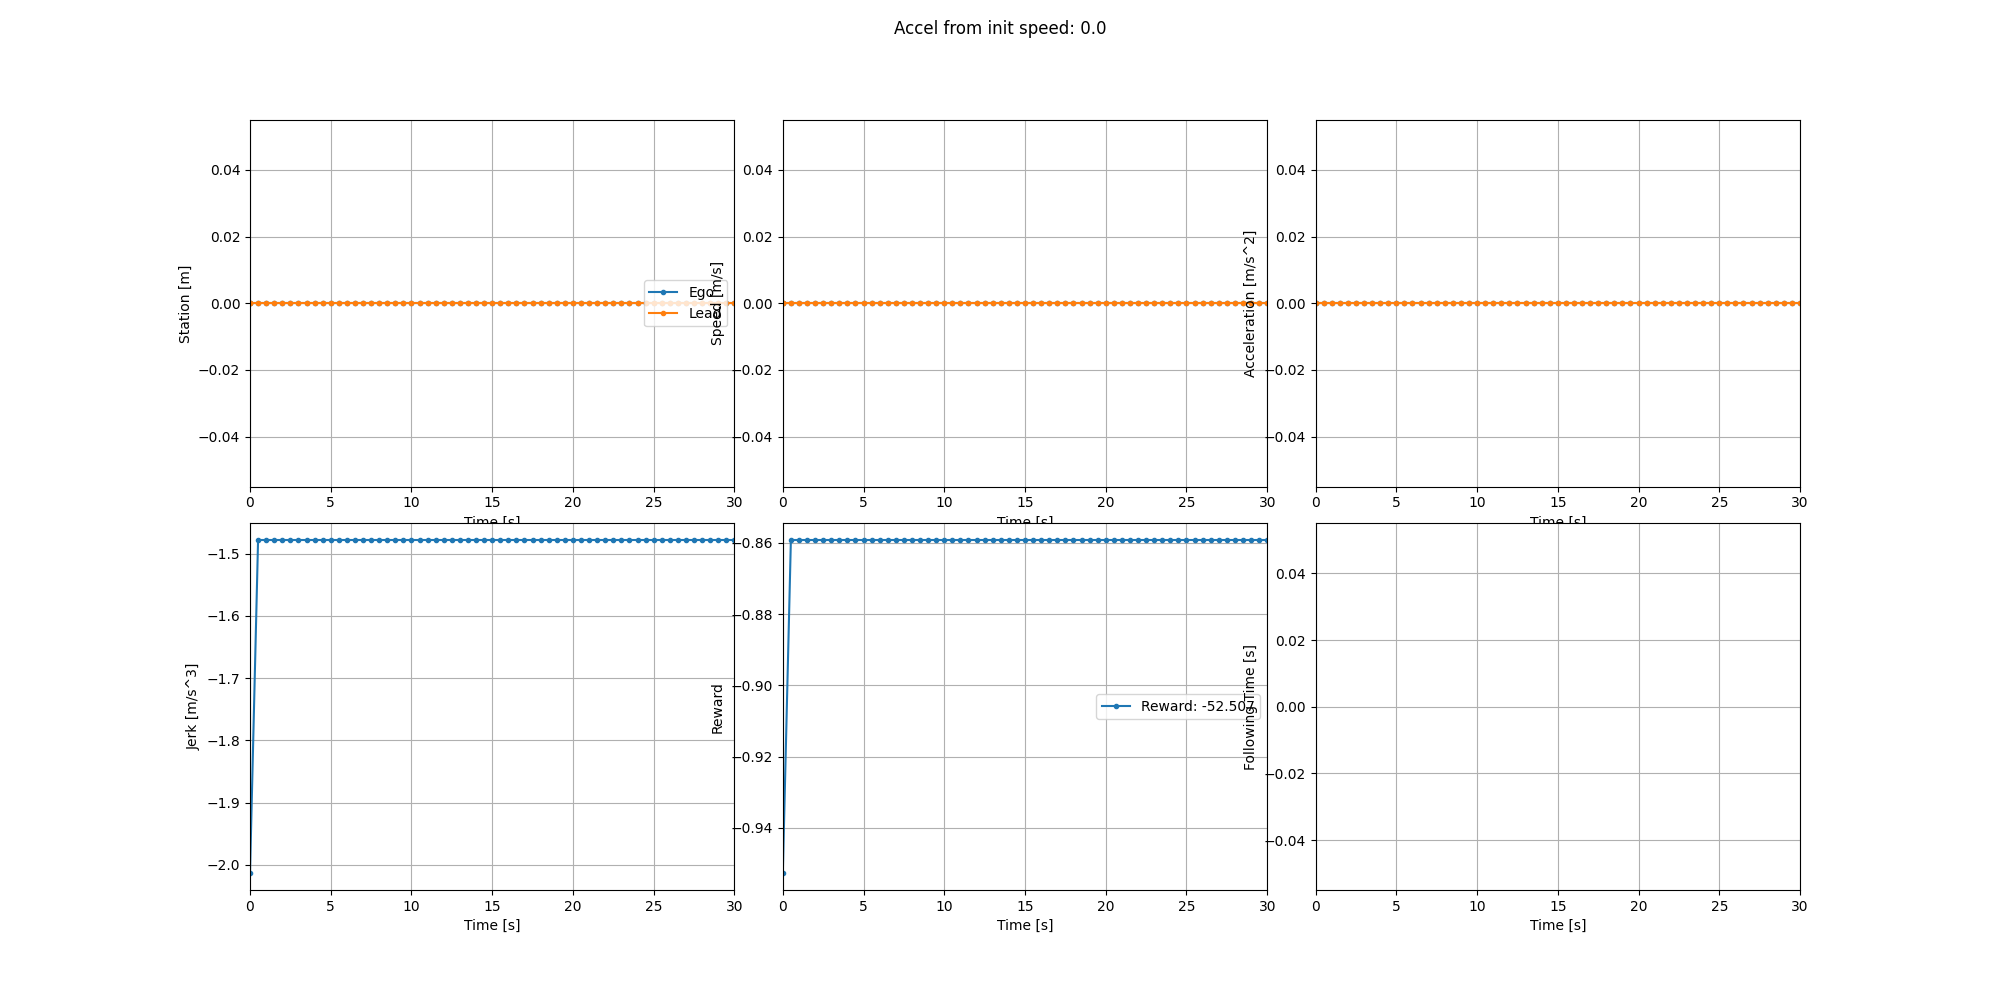 Accel from init speed: 0.0
Station [m]
0.04
0.02
0.00
−0.02
−0.04
0 5 10 15 20 25 30
Time [s]
Ego
Lead
Speed [m/s]
0.04
0.02
0.00
−0.02
−0.04
0 5 10 15 20 25 30
Time [s]
Acceleration [m/s^2]
0.04
0.02
0.00
−0.02
−0.04
0 5 10 15 20 25 30
Time [s]
Jerk [m/s^3]
−1.5
−1.6
−1.7
−1.8
−1.9
−2.0
0 5 10 15 20 25 30
Time [s]
Reward
−0.86
−0.88
−0.90
−0.92
−0.94
0 5 10 15 20 25 30
Time [s]
Reward: -52.507
Following Time [s]
0.04
0.02
0.00
−0.02
−0.04
0 5 10 15 20 25 30
Time [s]